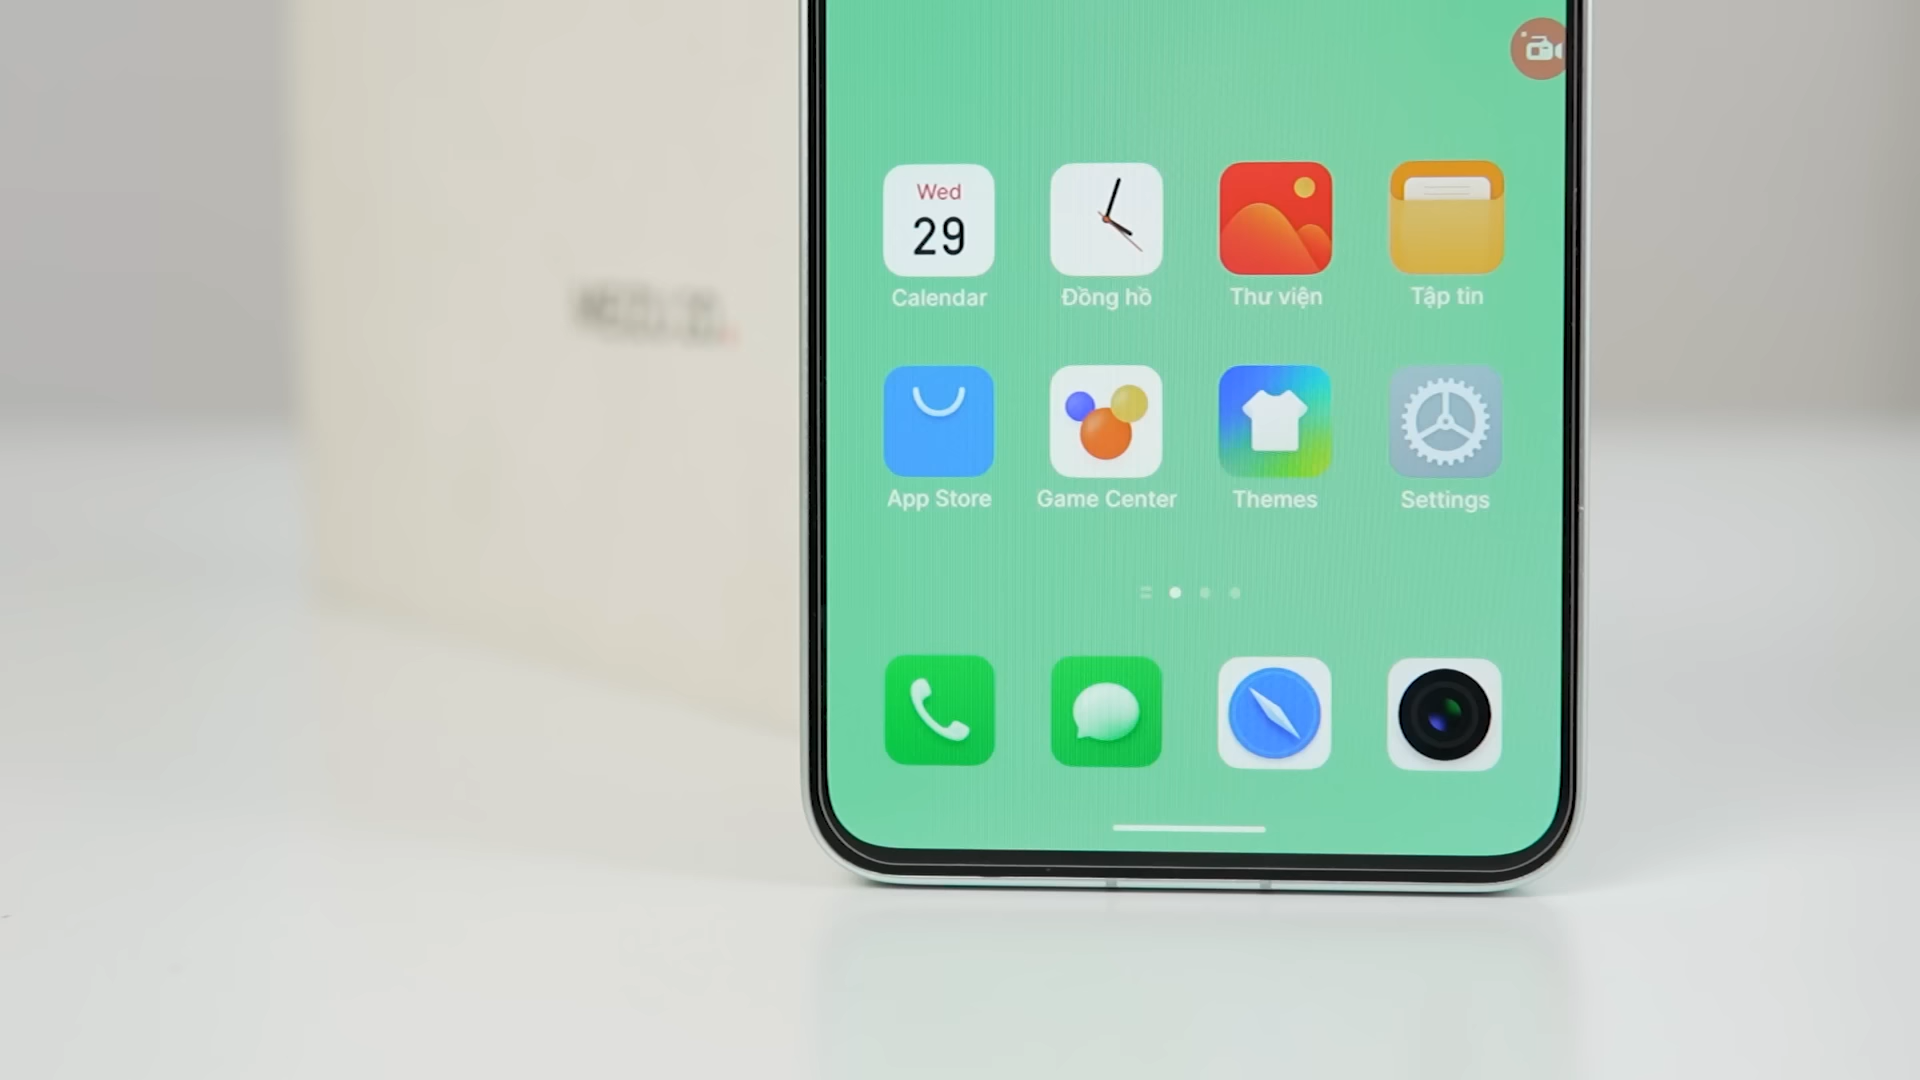 Wed
29
Calendar
Đồng hồ
Thư viện
Tập tin
App Store
Game Center
Themes
Settings